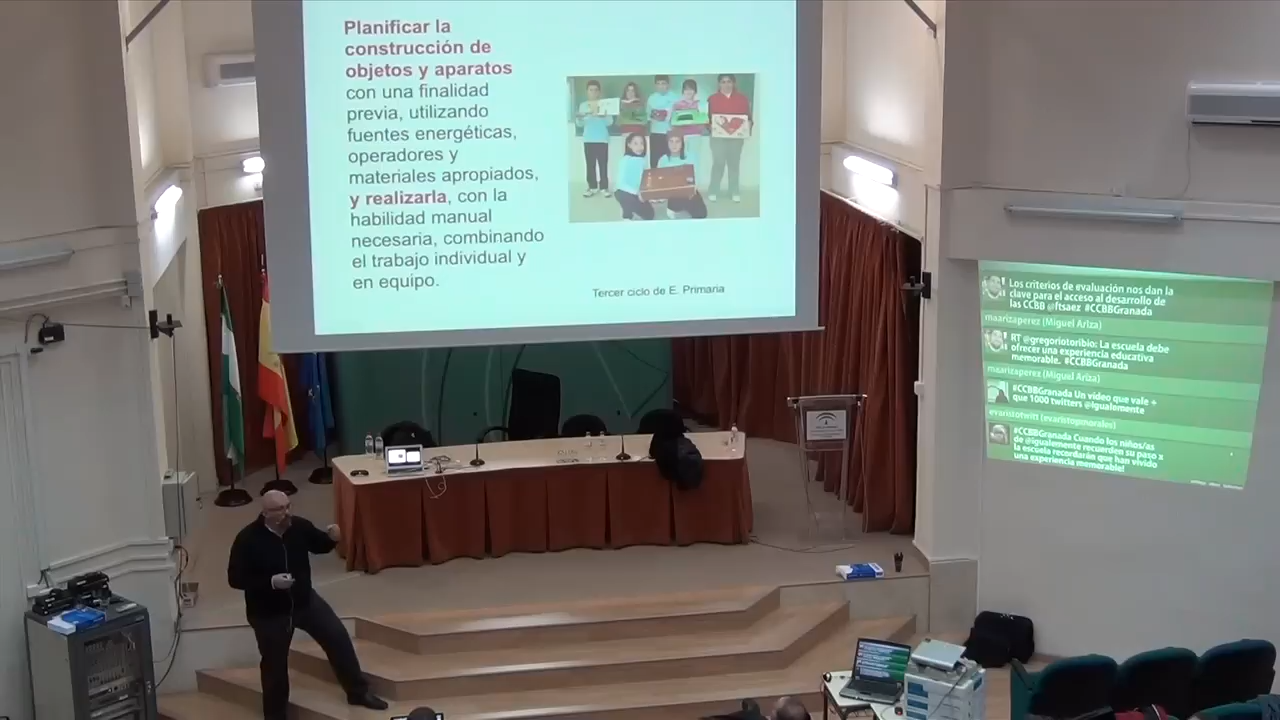 Planificar la
construcción de
objetos y aparatos
con una finalidad
previa, utilizando
fuentes energéticas,
operadores y
materiales apropiados,
y realizarla, con la
habilidad manual
necesaria, combinando
el trabajo individual y
en equipo.
Tercer ciclo de E. Primaria
Los criterios de evaluación nos dan la
clave para el acceso al desarrollo de
las CCBB @ftsaez #CCBBGranada
maarizaperez (Miguel Ariza)
RT @gregoriotoribio: La escuela debe
ofrecer una experiencia educativa
memorable. #CCBBGranada
maarizaperez (Miguel Ariza)
#CCBBGranada Un video que vale +
que 1000 twitters @igualemente
evaristotwitt (evaristopmorales)
#CCBBGranada Cuando los niños/as
de @igualemente recuerden su paso x
la escuela recordarán que han vivido
una experiencia memorable!